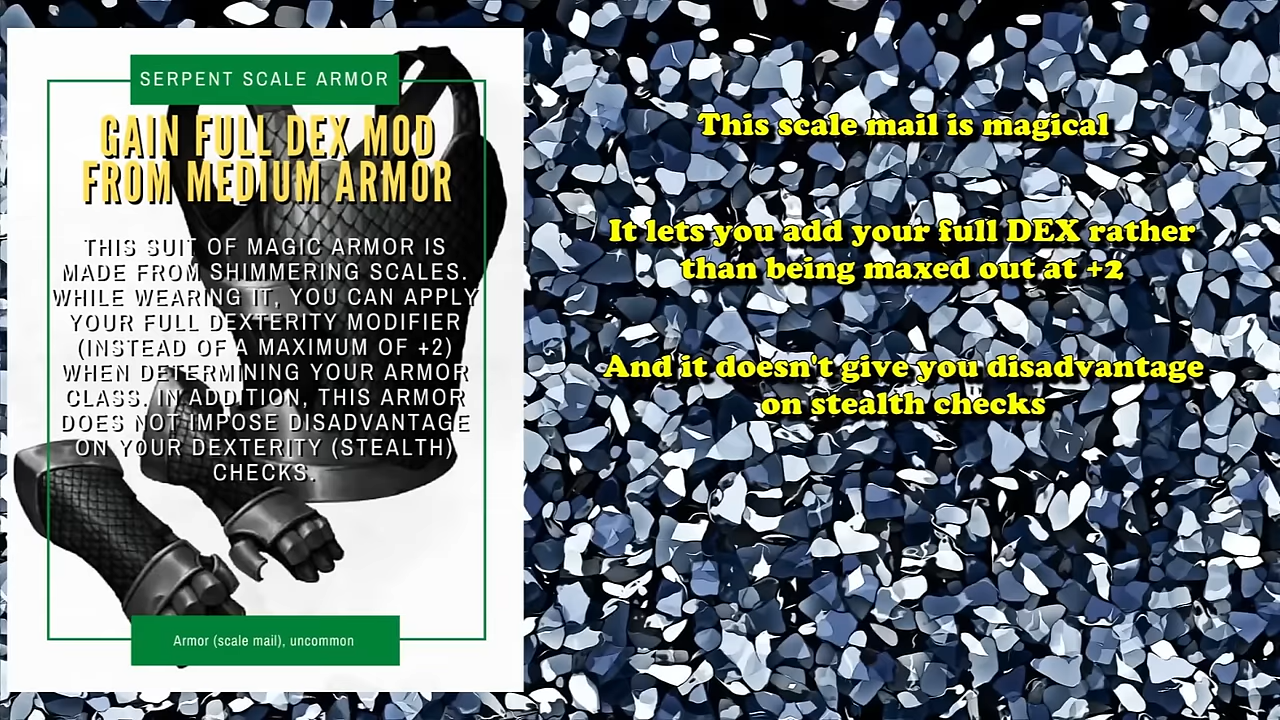 SERPENT SCALE ARMOR
GAIN FULL DEX MOD
FROM MEDIUM ARMOR
THIS SUIT OF MAGIC ARMOR IS
MADE FROM SHIMMERING SCALES.
WHILE WEARING IT, YOU CAN APPLY
YOUR FULL DEXTERITY MODIFIER
(INSTEAD OF A MAXIMUM OF +2)
WHEN DETERMINING YOUR ARMOR
CLASS. IN ADDITION, THIS ARMOR
DOES NOT IMPOSE DISADVANTAGE
ON YOUR DEXTERITY (STEALTH)
CHECKS.
Armor (scale mail), uncommon
This scale mail is magical
It lets you add your full DEX rather
than being maxed out at +2
And it doesn't give you disadvantage
on stealth checks